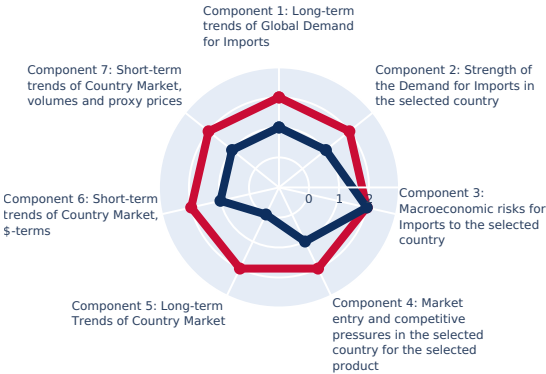 Component 1: Long-term
trends of Global Demand
for Imports
Component 2: Strength of
the Demand for Imports in
the selected country
Component 3:
Macroeconomic risks for
Imports to the selected
country
Component 4: Market
entry and competitive
pressures in the selected
country for the selected
product
Component 5: Long-term
Trends of Country Market
Component 6: Short-term
trends of Country Market,
$-terms
Component 7: Short-term
trends of Country Market,
volumes and proxy prices
0 1 2